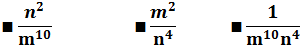 ■ n²/m¹⁰ ■ m²/n⁴ ■ 1/m¹⁰n⁴